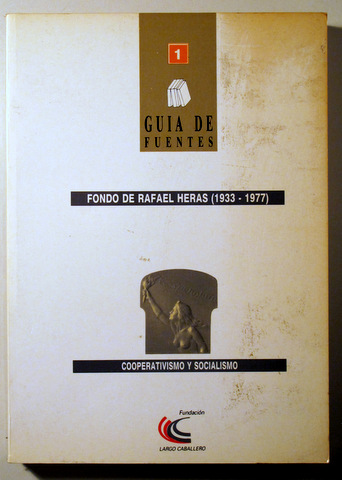 1
GUIA DE
FUENTES
FONDO DE RAFAEL HERAS (1933 - 1977)
COOPERATIVISMO Y SOCIALISMO
Fundación
LARGO CABALLERO